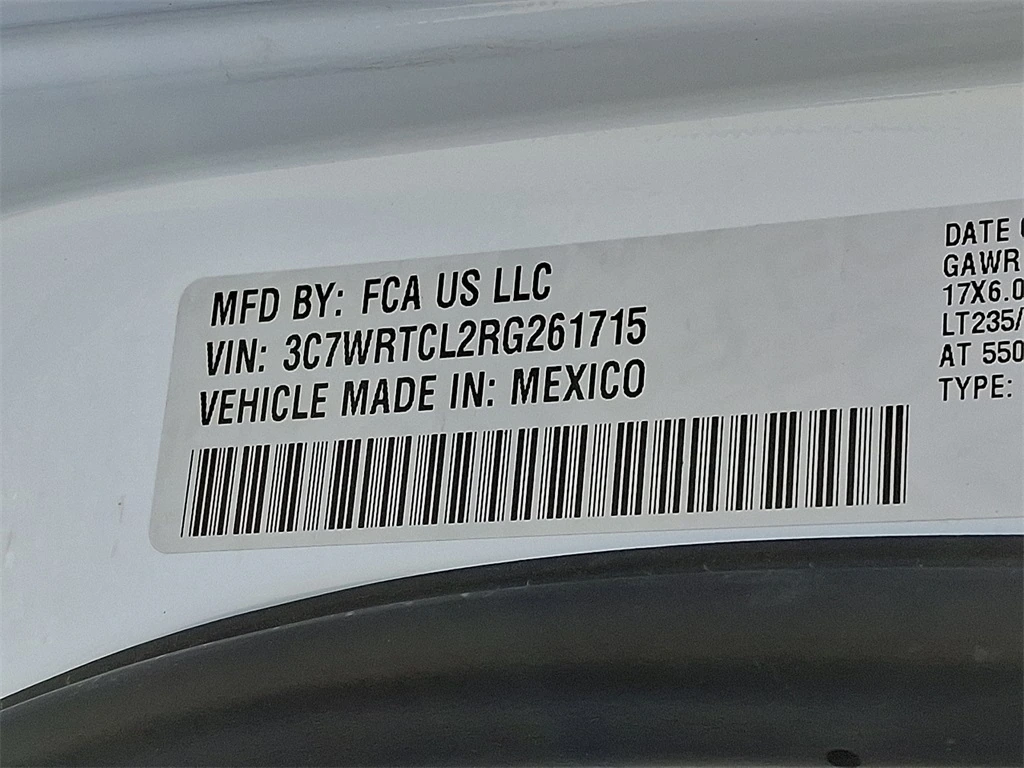 MFD BY: FCA US LLC
VIN: 3C7WRTCL2RG261715
VEHICLE MADE IN: MEXICO
DATE
GAWR
17X6.0
LT235/
AT 550
TYPE: